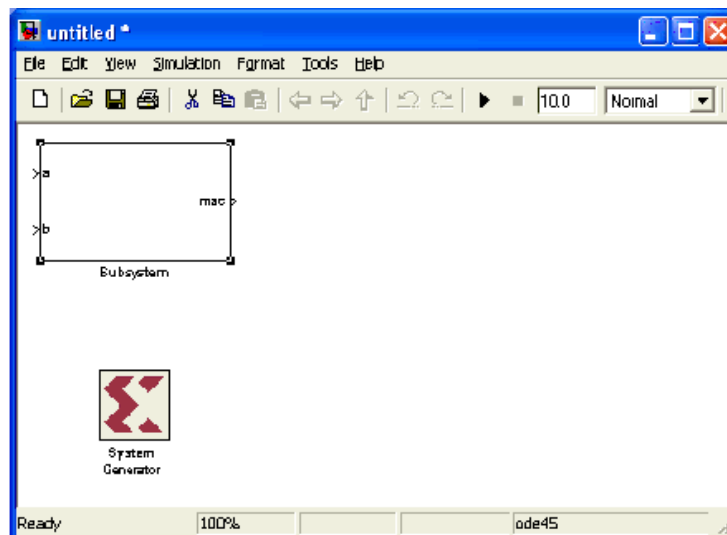 untitled *
File Edit View Simulation Format Tools Help
10.0 Normal
a
mac
b
Subsystem
System
Generator
Ready 100% ode45